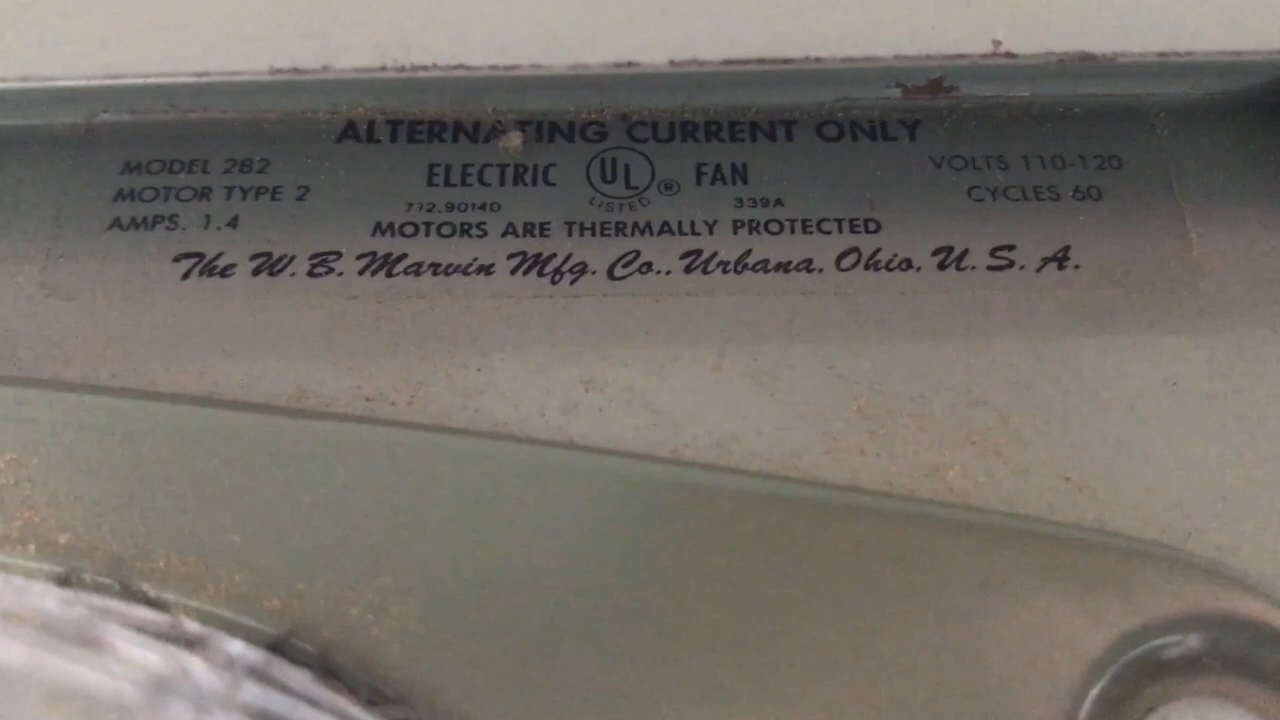 ALTERNATING CURRENT ONLY
MODEL 282 ELECTRIC UL ® FAN VOLTS 110-120
MOTOR TYPE 2 772.90140 LISTED 339A CYCLES 60
AMPS. 1.4 MOTORS ARE THERMALLY PROTECTED
The W. B. Marvin Mfg. Co., Urbana, Ohio, U. S. A.